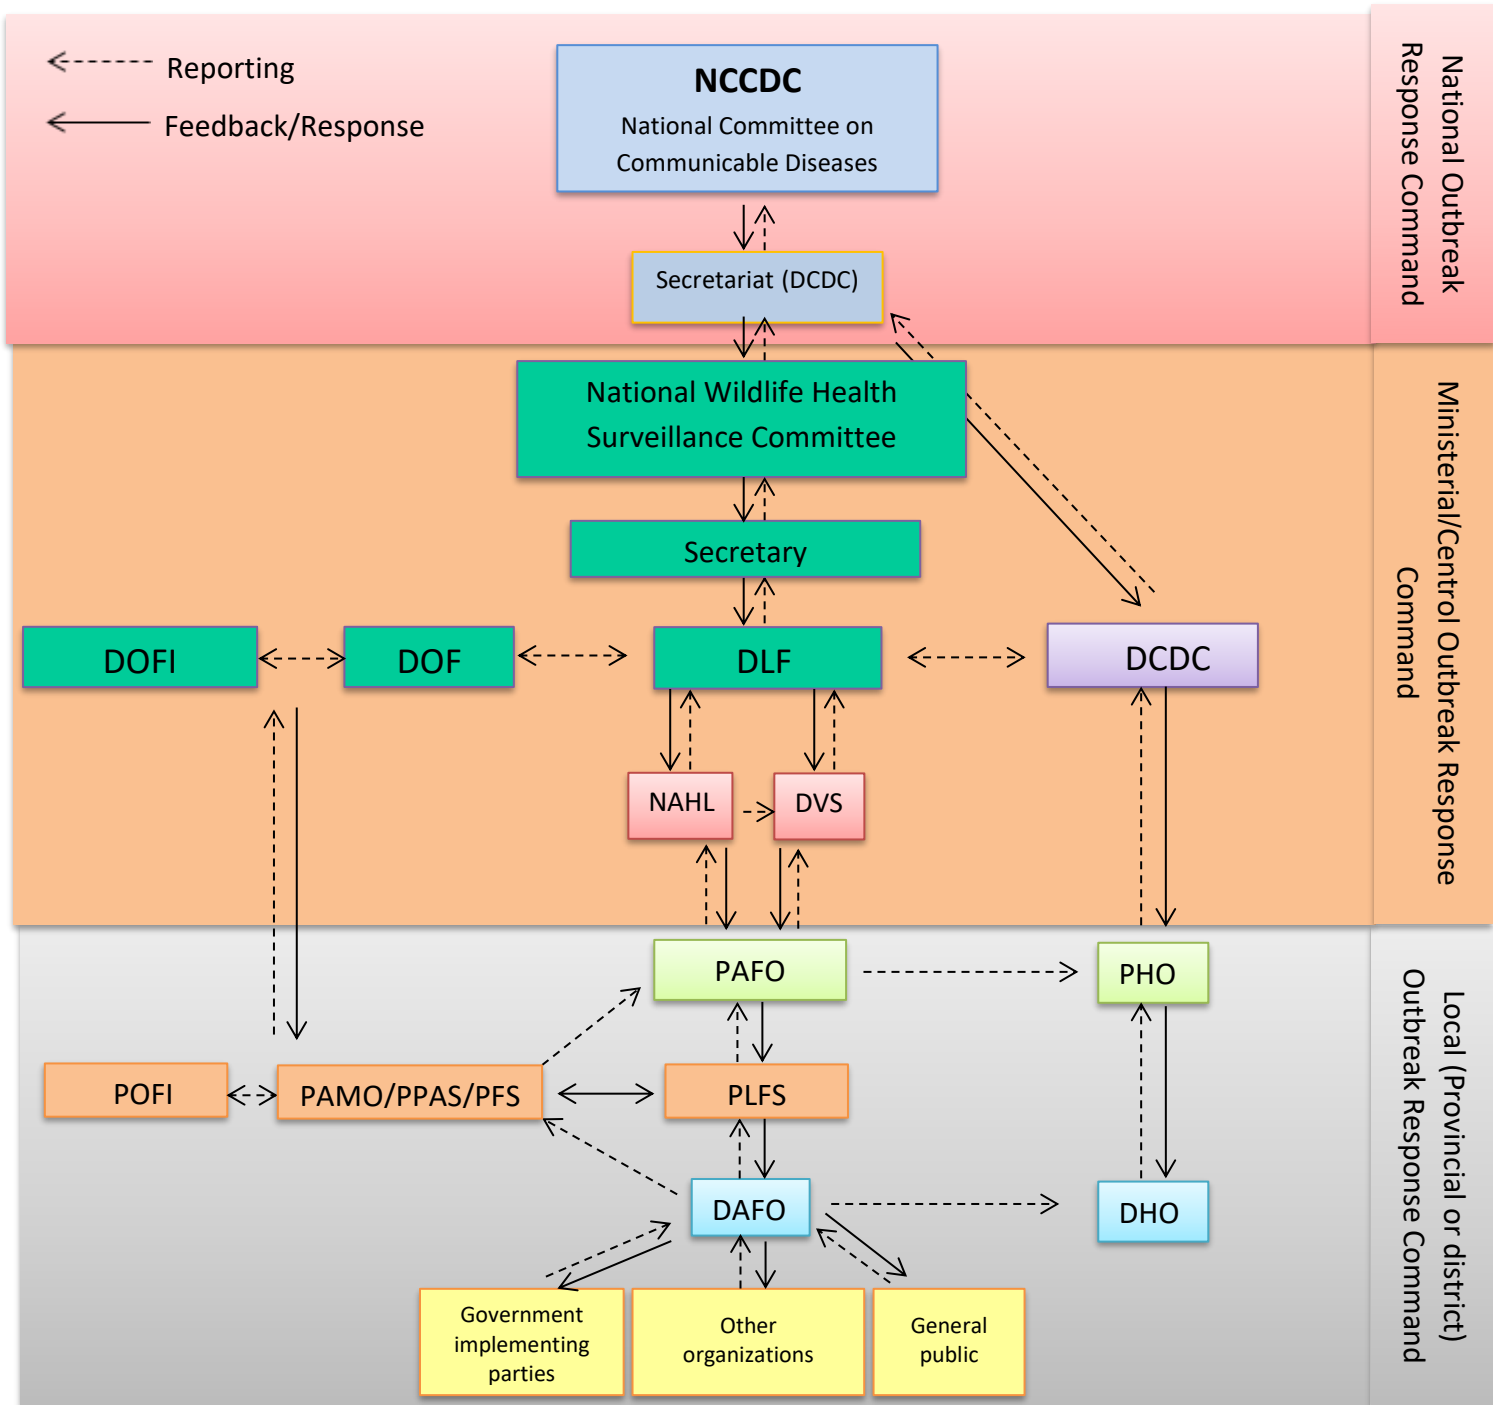 Reporting
Feedback/Response
NCCDC
National Committee on
Communicable Diseases
Secretariat (DCDC)
National Outbreak
Response Command
National Wildlife Health
Surveillance Committee
Secretary
DOFI
DOF
DLF
DCDC
NAHL
DVS
Ministerial/Centrol Outbreak Response
Command
PAFO
PHO
POFI
PAMO/PPAS/PFS
PLFS
DAFO
DHO
Government
implementing
parties
Other
organizations
General
public
Local (Provincial or district)
Outbreak Response Command